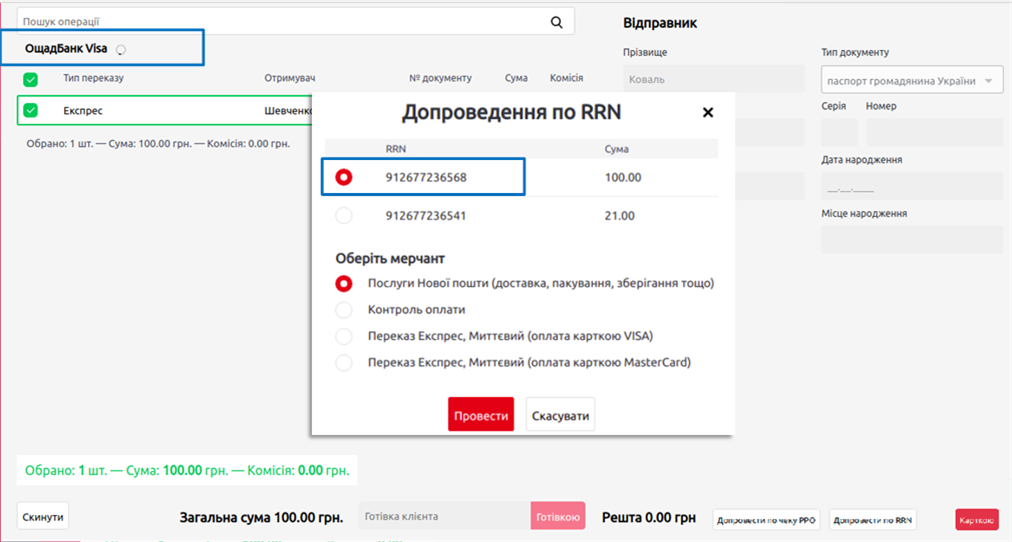 Пошук операції
ОщадБанк Visa
Тип переказу Отримувач № документу Сума Комісія
Експрес Шевченко
Обрано: 1 шт. — Сума: 100.00 грн. — Комісія: 0.00 грн.
Відправник
Прізвище Тип документу
Коваль паспорт громадянина України
Серія Номер
Дата народження
__.__.____
Місце народження
Допроведення по RRN
RRN Сума
912677236568 100.00
912677236541 21.00
Оберіть мерчант
Послуги Нової пошти (доставка, пакування, зберігання тощо)
Контроль оплати
Переказ Експрес, Миттєвий (оплата карткою VISA)
Переказ Експрес, Миттєвий (оплата карткою MasterCard)
Провести Скасувати
Обрано: 1 шт. — Сума: 100.00 грн. — Комісія: 0.00 грн.
Скинути Загальна сума 100.00 грн. Готівка клієнта Готівкою Решта 0.00 грн Допровести по чеку РРО Допровести по RRN Карткою